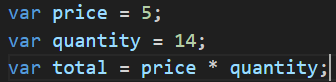 var price = 5;
var quantity = 14;
var total = price * quantity;